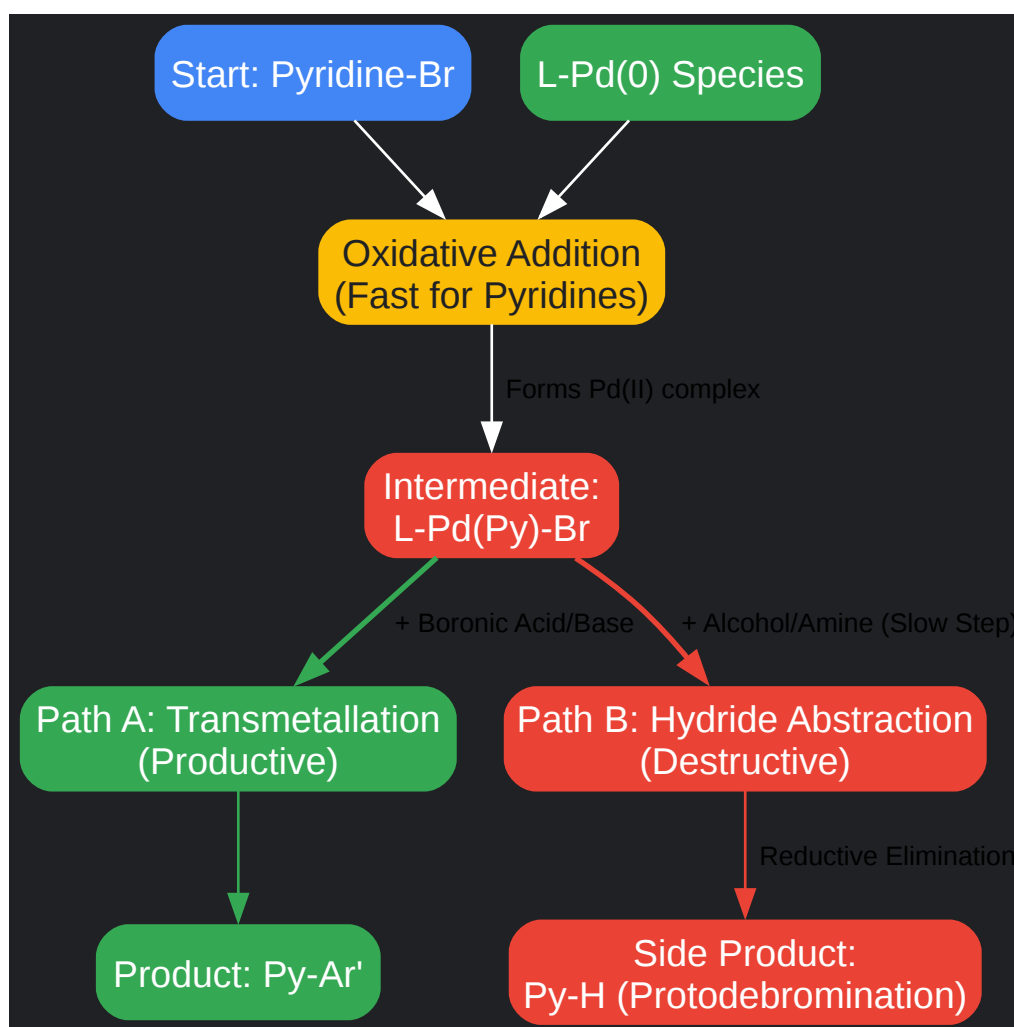 Start: Pyridine-Br
L-Pd(0) Species
Oxidative Addition
(Fast for Pyridines)
Forms Pd(II) complex
Intermediate:
L-Pd(Py)-Br
+ Boronic Acid/Base
+ Alcohol/Amine (Slow Step)
Path A: Transmetallation
(Productive)
Path B: Hydride Abstraction
(Destructive)
Reductive Elimination
Product: Py-Ar'
Side Product:
Py-H (Protodebromination)